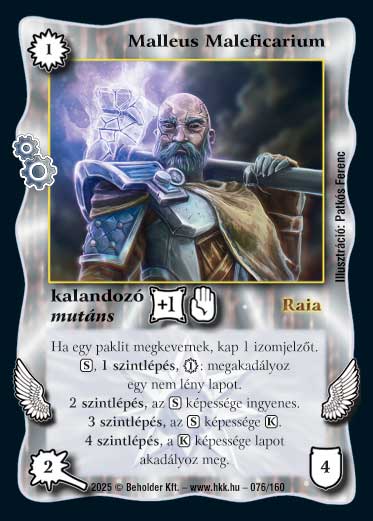 1
Malleus Maleficarium
Illusztráció: Patkós Ferenc
kalandozó
mutáns
+1
Raia
Ha egy paklit megkevernek, kap 1 izomjelzőt.
S, 1 szintlépés, 1: megakadályoz
egy nem lény lapot.
2 szintlépés, az S képessége ingyenes.
3 szintlépés, az S képessége K.
4 szintlépés, a K képessége lapot
akadályoz meg.
2
2025 © Beholder Kft. – www.hkk.hu – 076/160
4